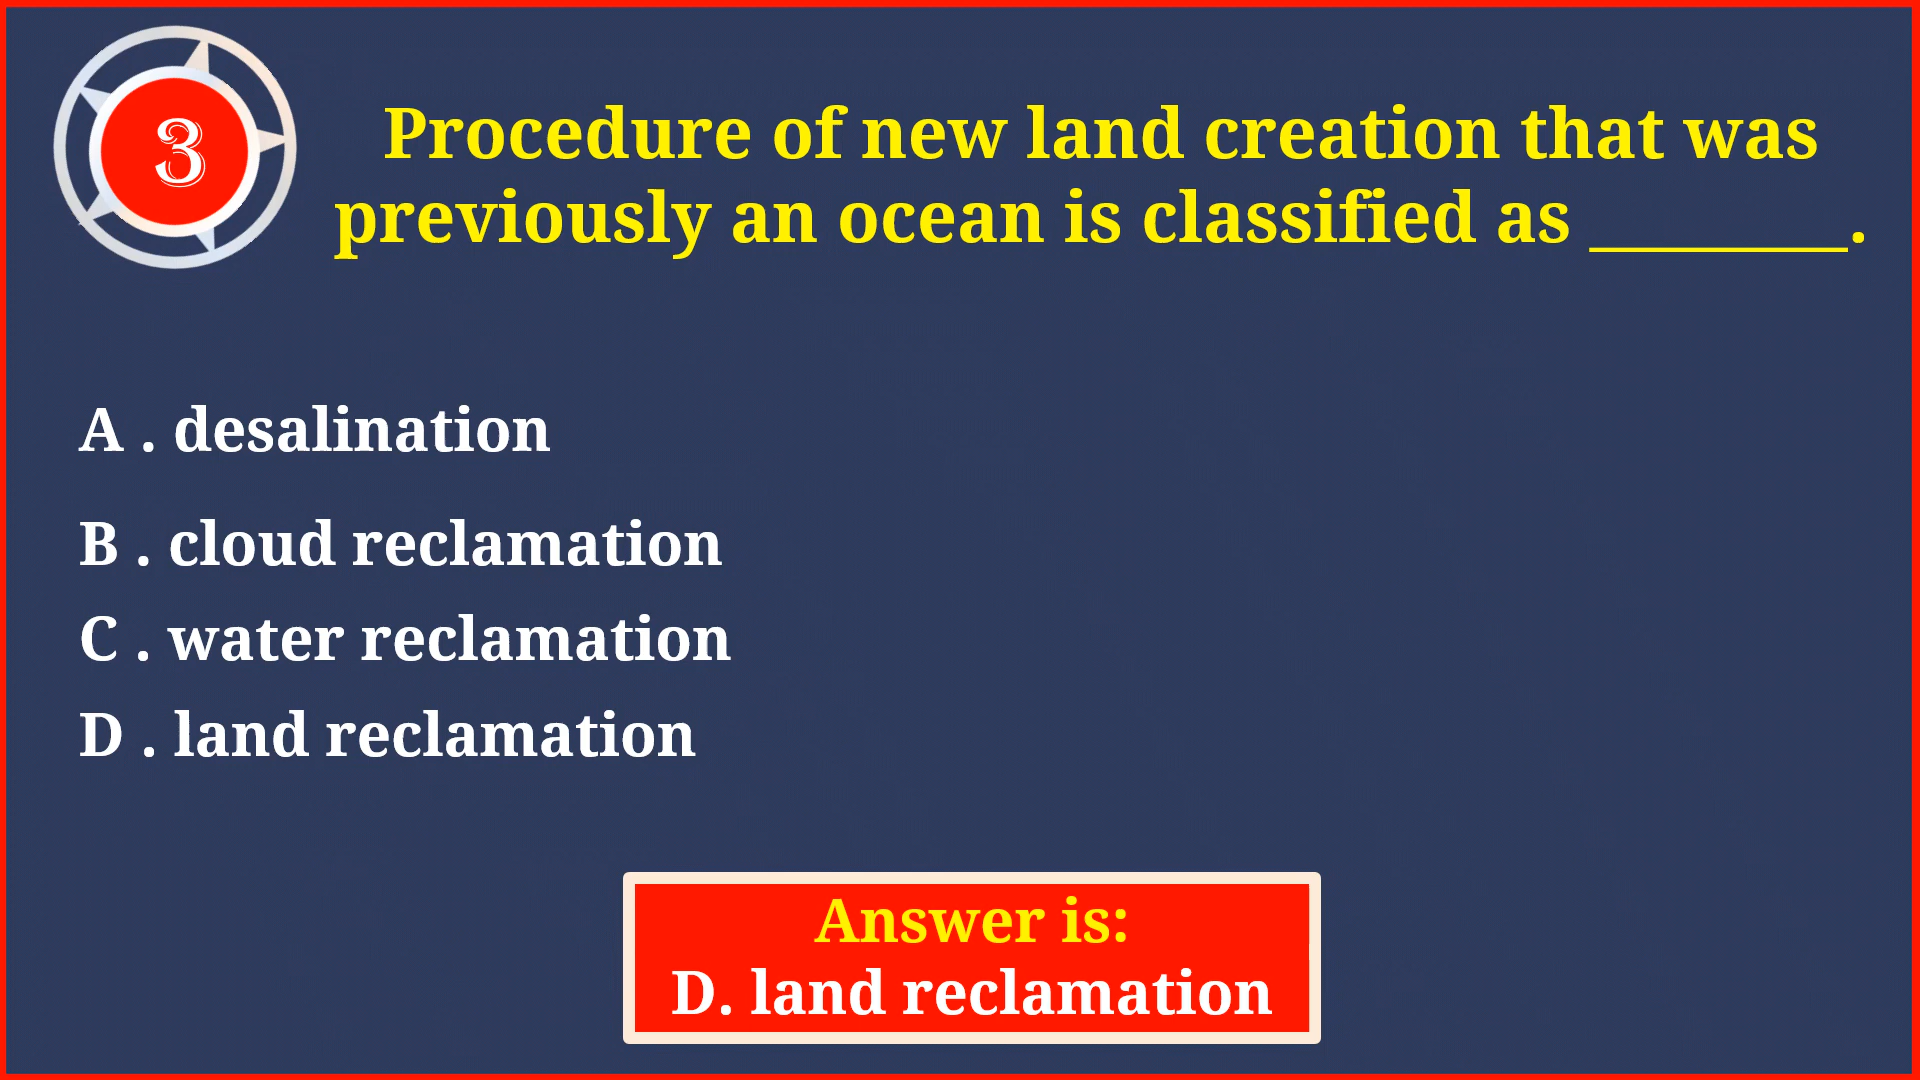 3
Procedure of new land creation that was
previously an ocean is classified as ________.
A . desalination
B . cloud reclamation
C . water reclamation
D . land reclamation
Answer is:
D. land reclamation